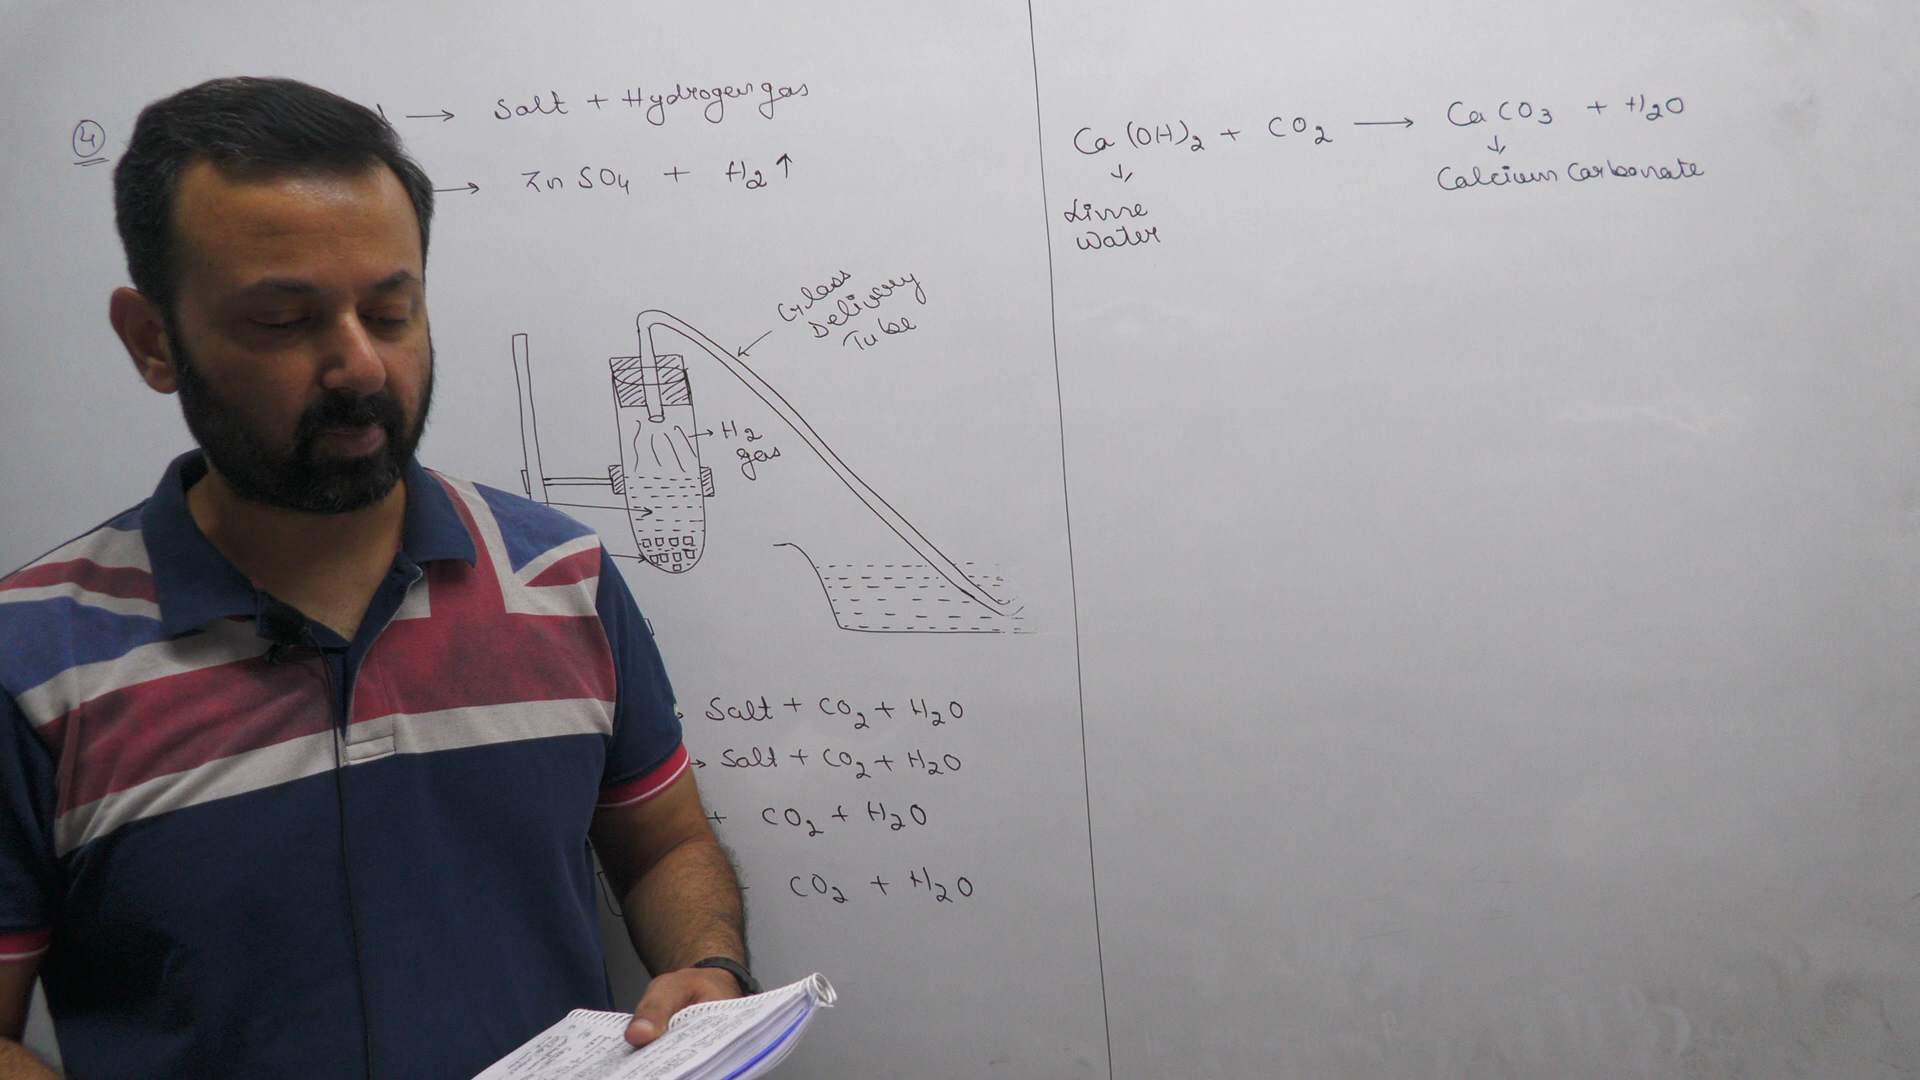 4
→ Salt + Hydrogen gas
→ ZnSO₄ + H₂↑
Glass
Delivery
Tube
→ H₂
gas
Salt + CO₂ + H₂O
→ Salt + CO₂ + H₂O
+ CO₂ + H₂O
CO₂ + H₂O
Ca(OH)₂ + CO₂ → CaCO₃ + H₂O
Lime
Water
Calcium Carbonate